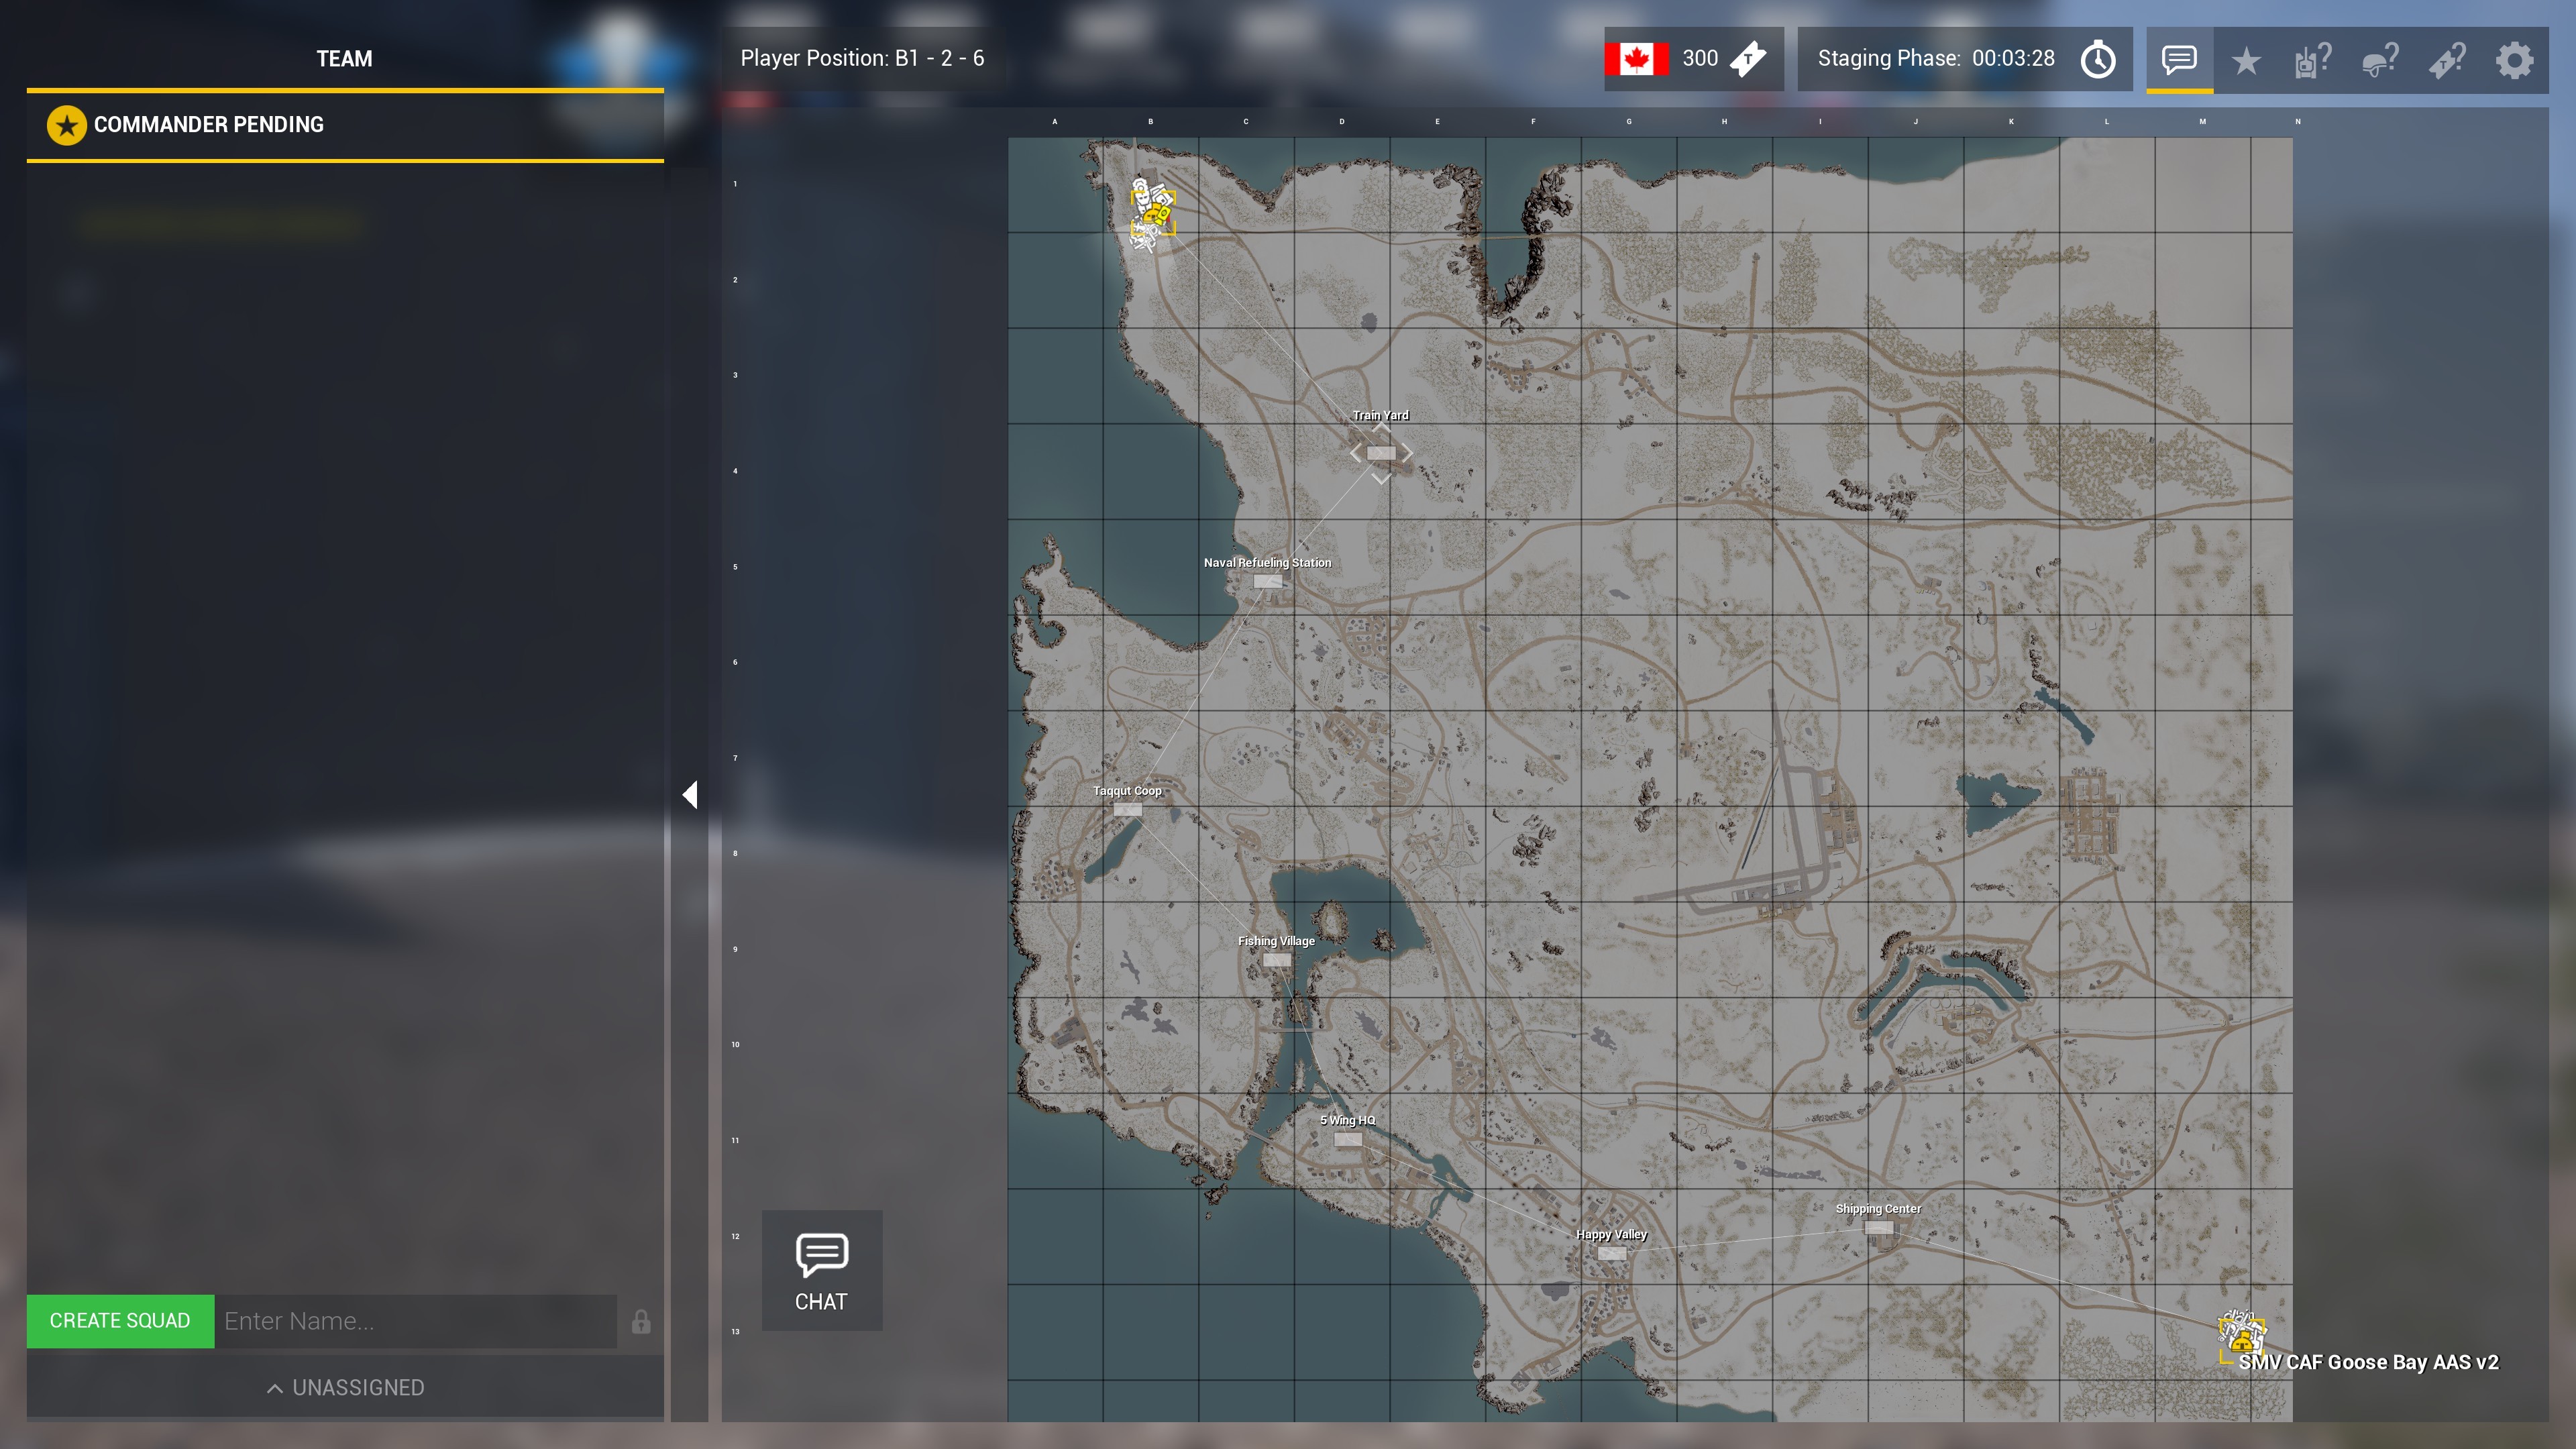 TEAM
Player Position: B1 - 2 - 6
300
T
Staging Phase: 00:03:28
?
?
T?
COMMANDER PENDING
A B C D E F G H I J K L M N
1
2
3
Train Yard
4
Naval Refueling Station
5
6
7
Taqqut Coop
8
Fishing Village
9
10
5 Wing HQ
11
Shipping Center
Happy Valley
12
CHAT
CREATE SQUAD
Enter Name...
13
SMV CAF Goose Bay AAS v2
UNASSIGNED